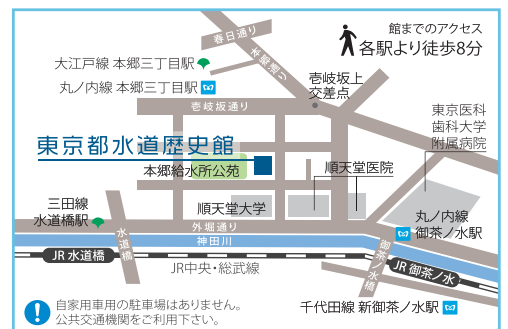 春日通り
館までのアクセス
各駅より徒歩8分
本郷通り
大江戸線 本郷三丁目駅
丸ノ内線 本郷三丁目駅
壱岐坂上
交差点
壱岐坂通り
東京医科
歯科大学
附属病院
東京都水道歴史館
本郷給水所公苑
順天堂医院
三田線
水道橋駅
順天堂大学
丸ノ内線
御茶ノ水駅
外堀通り
神田川
水道橋
御茶ノ水橋
JR 水道橋
JR中央・総武線
JR 御茶ノ水
自家用車用の駐車場はありません。
公共交通機関をご利用下さい。
千代田線 新御茶ノ水駅